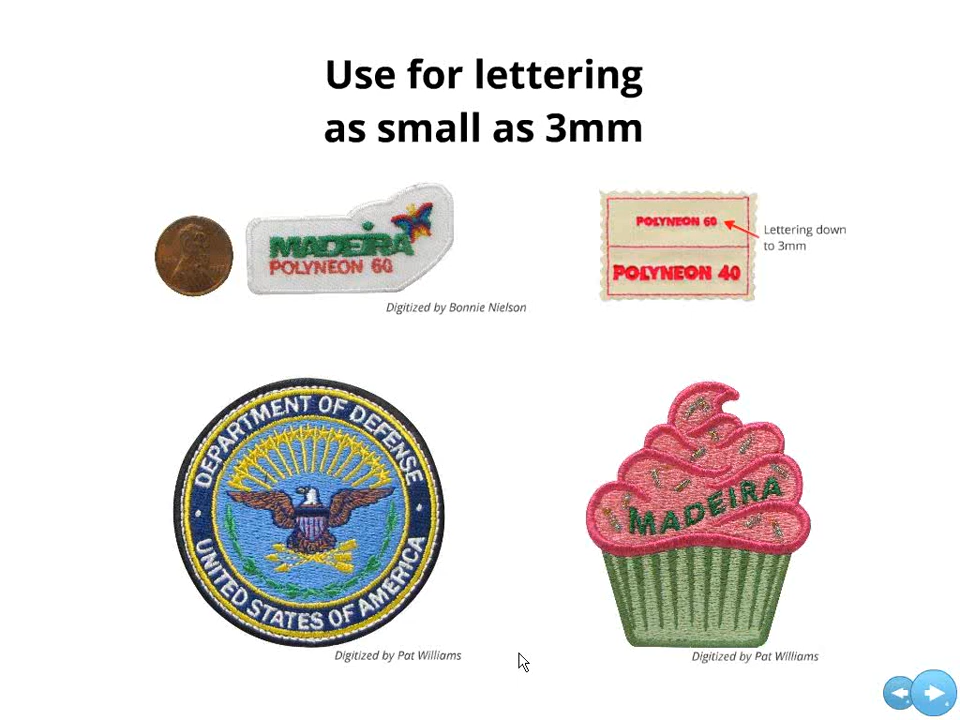 Use for lettering
as small as 3mm
MADEIRA
POLYNEON 60
Digitized by Bonnie Nielson
POLYNEON 60
POLYNEON 40
Lettering down
to 3mm
DEPARTMENT OF DEFENSE
UNITED STATES OF AMERICA
Digitized by Pat Williams
MADEIRA
Digitized by Pat Williams